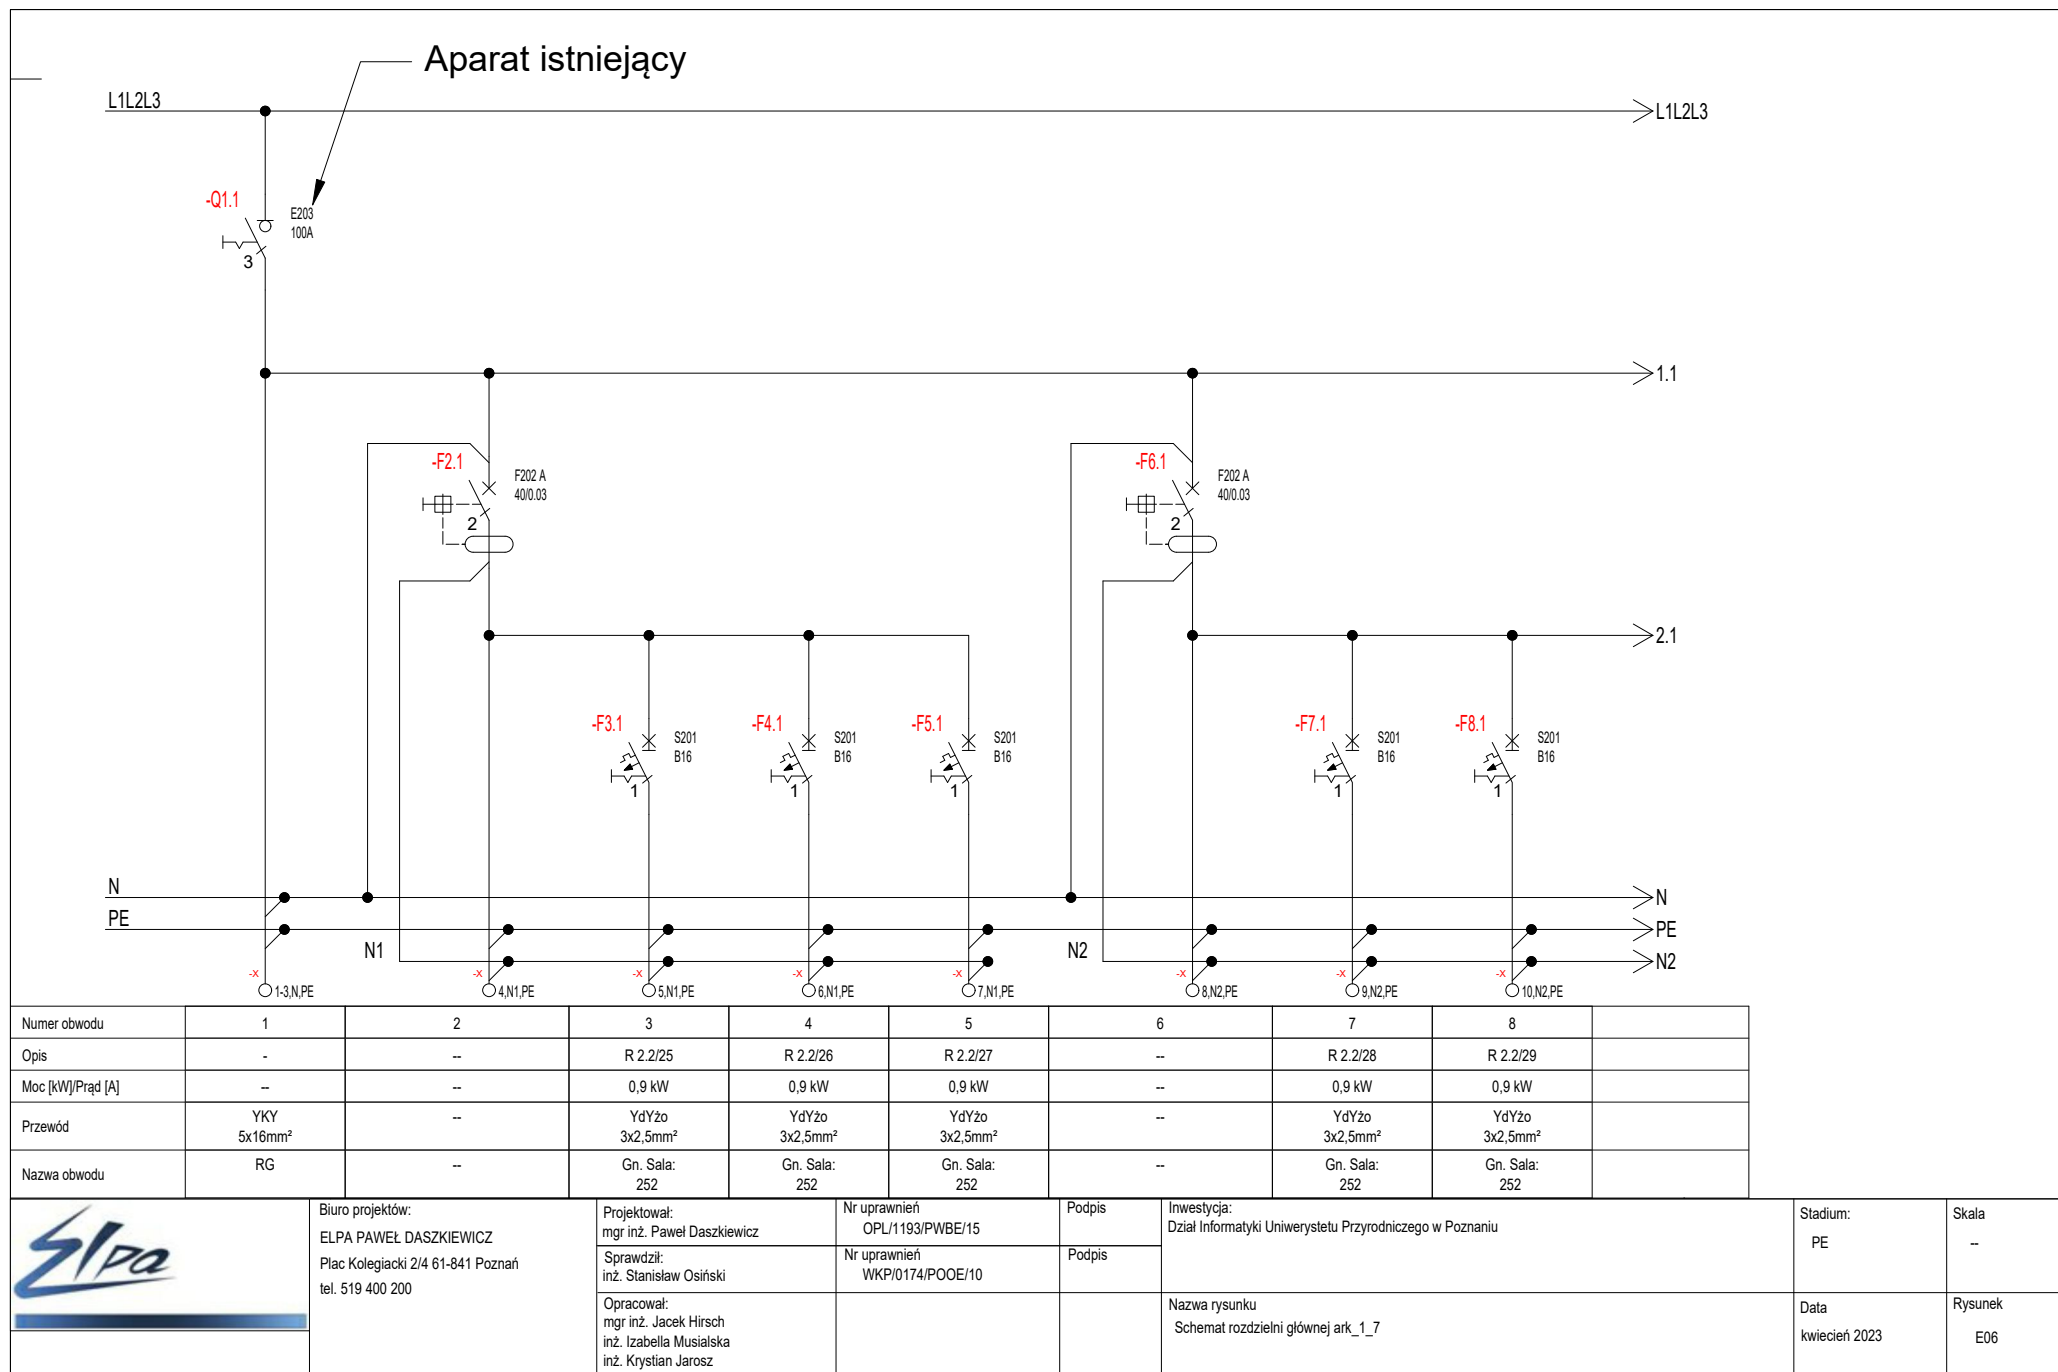 Aparat istniejący
L1L2L3
L1L2L3
-Q1.1
E203
100A
3
1.1
-F2.1
F202 A
40/0.03
2
-F6.1
F202 A
40/0.03
2
2.1
-F3.1
S201
B16
1
-F4.1
S201
B16
1
-F5.1
S201
B16
1
-F7.1
S201
B16
1
-F8.1
S201
B16
1
N
N
PE
PE
N1
N2
N2
-X
-X
-X
-X
-X
-X
-X
-X
1-3,N,PE
4,N1,PE
5,N1,PE
6,N1,PE
7,N1,PE
8,N2,PE
9,N2,PE
10,N2,PE
Numer obwodu 1 2 3 4 5 6 7 8
Opis - -- R 2.2/25 R 2.2/26 R 2.2/27 -- R 2.2/28 R 2.2/29
Moc [kW]/Prąd [A] -- -- 0,9 kW 0,9 kW 0,9 kW -- 0,9 kW 0,9 kW
Przewód YKY -- YdYżo YdYżo YdYżo -- YdYżo YdYżo
5x16mm² 3x2,5mm² 3x2,5mm² 3x2,5mm² 3x2,5mm² 3x2,5mm²
Nazwa obwodu RG -- Gn. Sala: Gn. Sala: Gn. Sala: -- Gn. Sala: Gn. Sala:
252 252 252 252 252
Elpa
Biuro projektów:
ELPA PAWEŁ DASZKIEWICZ
Plac Kolegiacki 2/4 61-841 Poznań
tel. 519 400 200
Projektował:
mgr inż. Paweł Daszkiewicz
Nr uprawnień
OPL/1193/PWBE/15
Podpis
Sprawdził:
inż. Stanisław Osiński
Nr uprawnień
WKP/0174/POOE/10
Podpis
Opracował:
mgr inż. Jacek Hirsch
inż. Izabella Musialska
inż. Krystian Jarosz
Inwestycja:
Dział Informatyki Uniwerystetu Przyrodniczego w Poznaniu
Nazwa rysunku
Schemat rozdzielni głównej ark_1_7
Stadium:
PE
Skala
--
Data
kwiecień 2023
Rysunek
E06